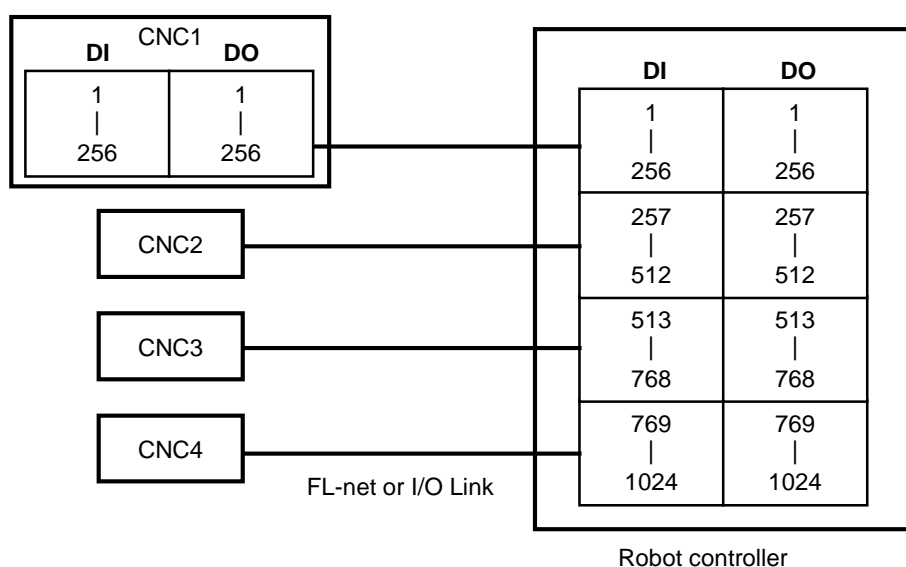 CNC1
DI DO
1 1
| |
256 256
CNC2
CNC3
CNC4
FL-net or I/O Link
DI DO
1 1
| |
256 256
257 257
| |
512 512
513 513
| |
768 768
769 769
| |
1024 1024
Robot controller